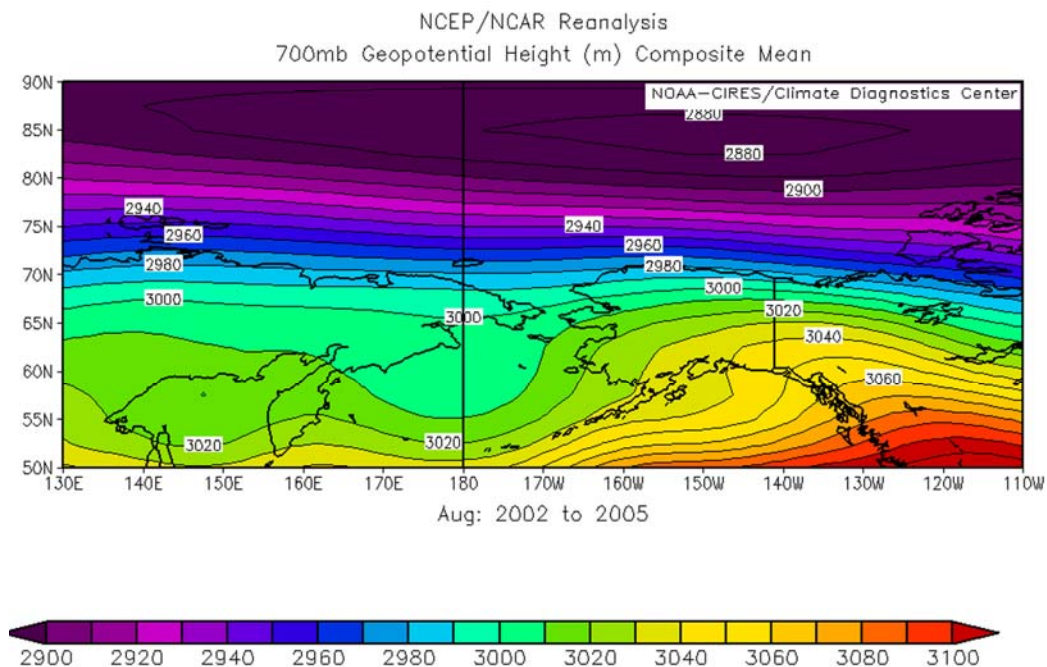 NCEP/NCAR Reanalysis
700mb Geopotential Height (m) Composite Mean
90N
NOAA-CIRES/Climate Diagnostics Center
2880
85N
2880
80N
2900
75N
2940
2940
2960
2960
70N
2980
2980
3000
3000
65N
3000
3020
3040
60N
3060
55N
3020
3020
50N
130E 140E 150E 160E 170E 180 170W 160W 150W 140W 130W 120W 110W
Aug: 2002 to 2005
2900 2920 2940 2960 2980 3000 3020 3040 3060 3080 3100